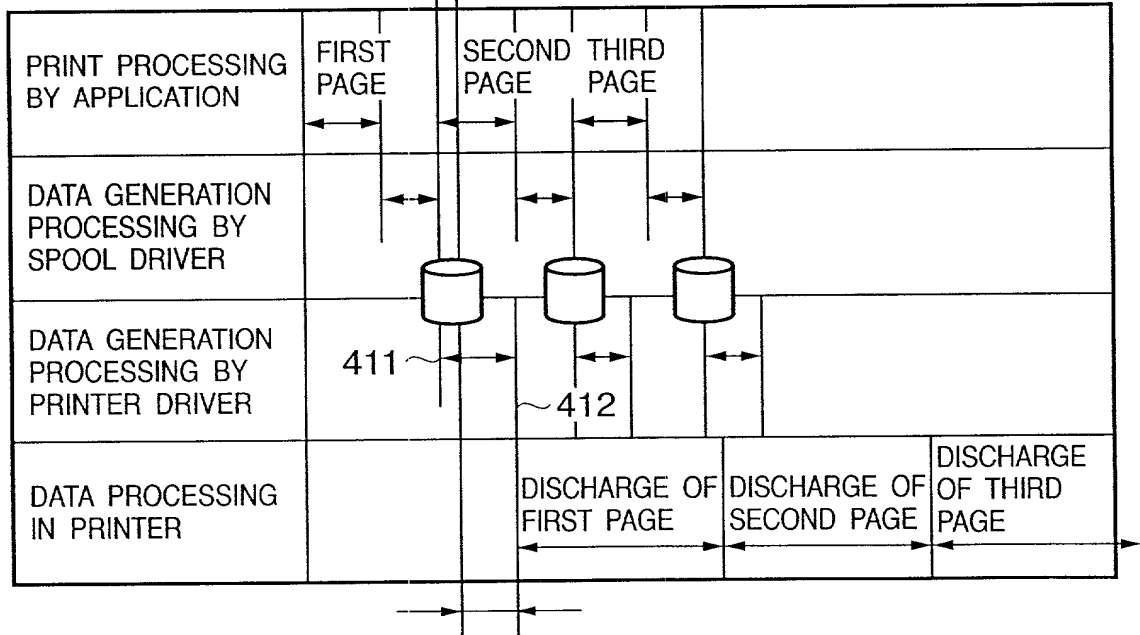 PRINT PROCESSING
BY APPLICATION
FIRST
PAGE
SECOND
PAGE
THIRD
PAGE
DATA GENERATION
PROCESSING BY
SPOOL DRIVER
DATA GENERATION
PROCESSING BY
PRINTER DRIVER
411
412
DATA PROCESSING
IN PRINTER
DISCHARGE OF
FIRST PAGE
DISCHARGE OF
SECOND PAGE
DISCHARGE
OF THIRD
PAGE